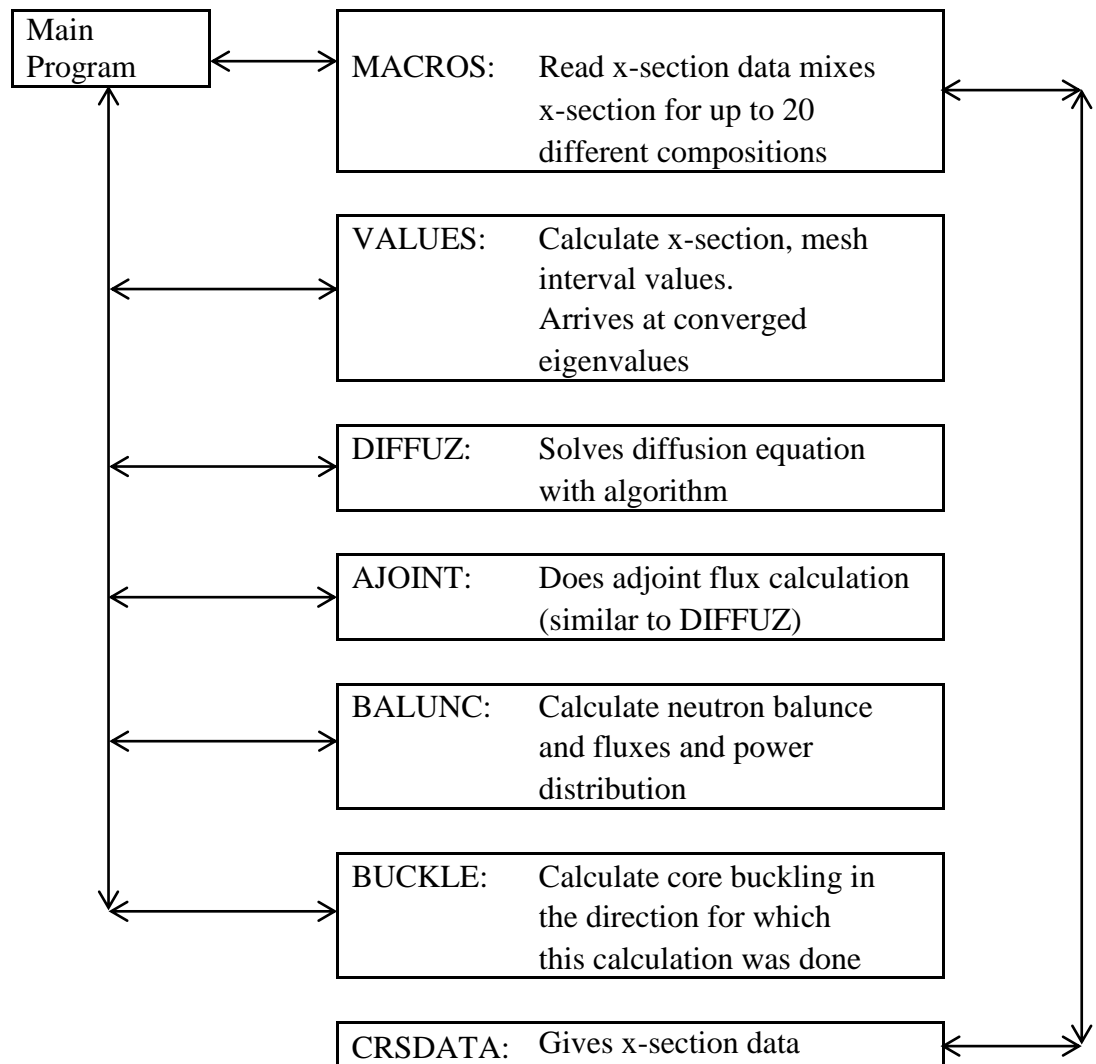 Main
Program
MACROS: Read x-section data mixes
x-section for up to 20
different compositions
VALUES: Calculate x-section, mesh
interval values.
Arrives at converged
eigenvalues
DIFFUZ: Solves diffusion equation
with algorithm
AJOINT: Does adjoint flux calculation
(similar to DIFFUZ)
BALUNC: Calculate neutron balunce
and fluxes and power
distribution
BUCKLE: Calculate core buckling in
the direction for which
this calculation was done
CRSDATA: Gives x-section data